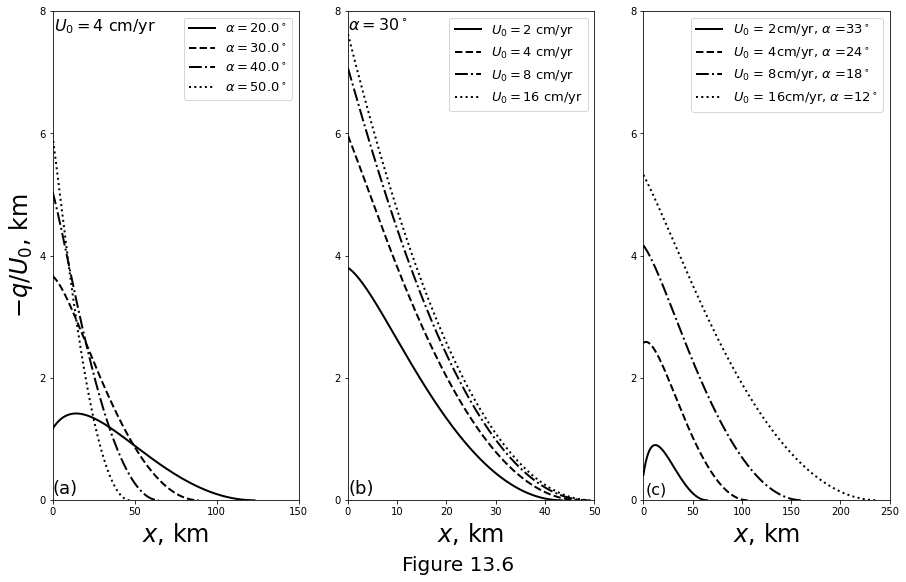 U₀ = 4 cm/yr
α = 20.0°
α = 30.0°
α = 40.0°
α = 50.0°
8
6
4
2
0
-q/U₀, km
(a)
0 50 100 150
x, km
α = 30°
U₀ = 2 cm/yr
U₀ = 4 cm/yr
U₀ = 8 cm/yr
U₀ = 16 cm/yr
8
6
4
2
0
(b)
0 10 20 30 40 50
x, km
U₀ = 2cm/yr, α =33°
U₀ = 4cm/yr, α =24°
U₀ = 8cm/yr, α =18°
U₀ = 16cm/yr, α =12°
8
6
4
2
0
(c)
0 50 100 150 200 250
x, km
Figure 13.6